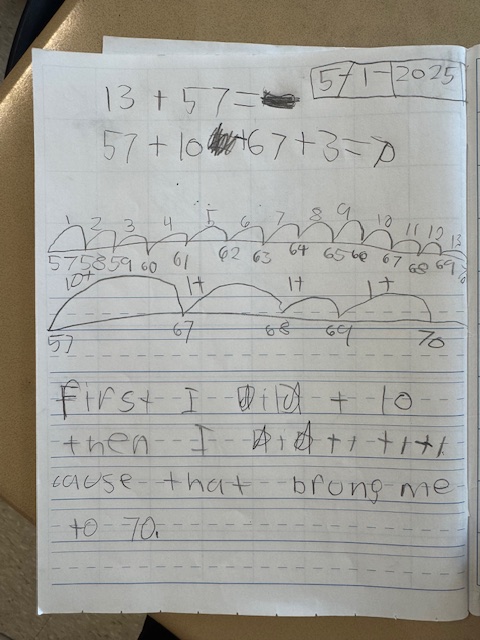 5-1-2025
13 + 57 =
57 + 10 +67 + 3 = 70
1 2 3 4 5 6 7 8 9 10 11 12 13
57 58 59 60 61 62 63 64 65 66 67 68 69 70
10+ 1+ 1+ 1+
57 67 68 69 70
First I did + 10
then I did +1 +1 +1
cause that brung me
to 70.